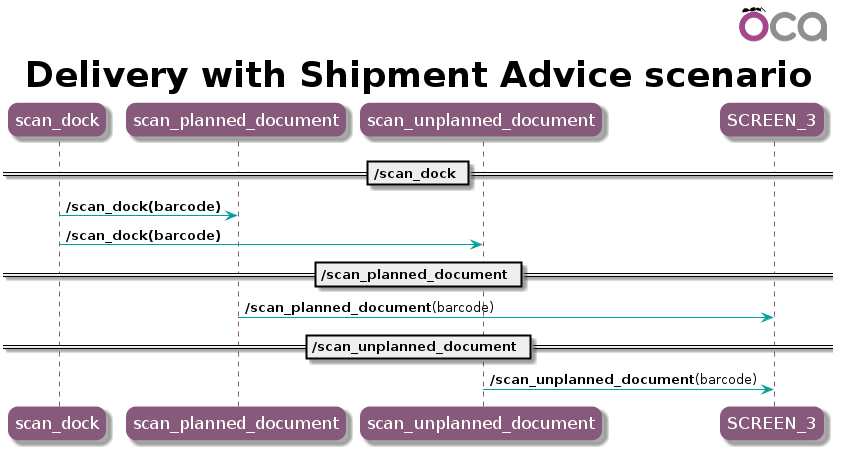 oca
Delivery with Shipment Advice scenario
scan_dock scan_planned_document scan_unplanned_document SCREEN_3
/scan_dock
/scan_dock(barcode)
/scan_dock(barcode)
/scan_planned_document
/scan_planned_document(barcode)
/scan_unplanned_document
/scan_unplanned_document(barcode)
scan_dock scan_planned_document scan_unplanned_document SCREEN_3